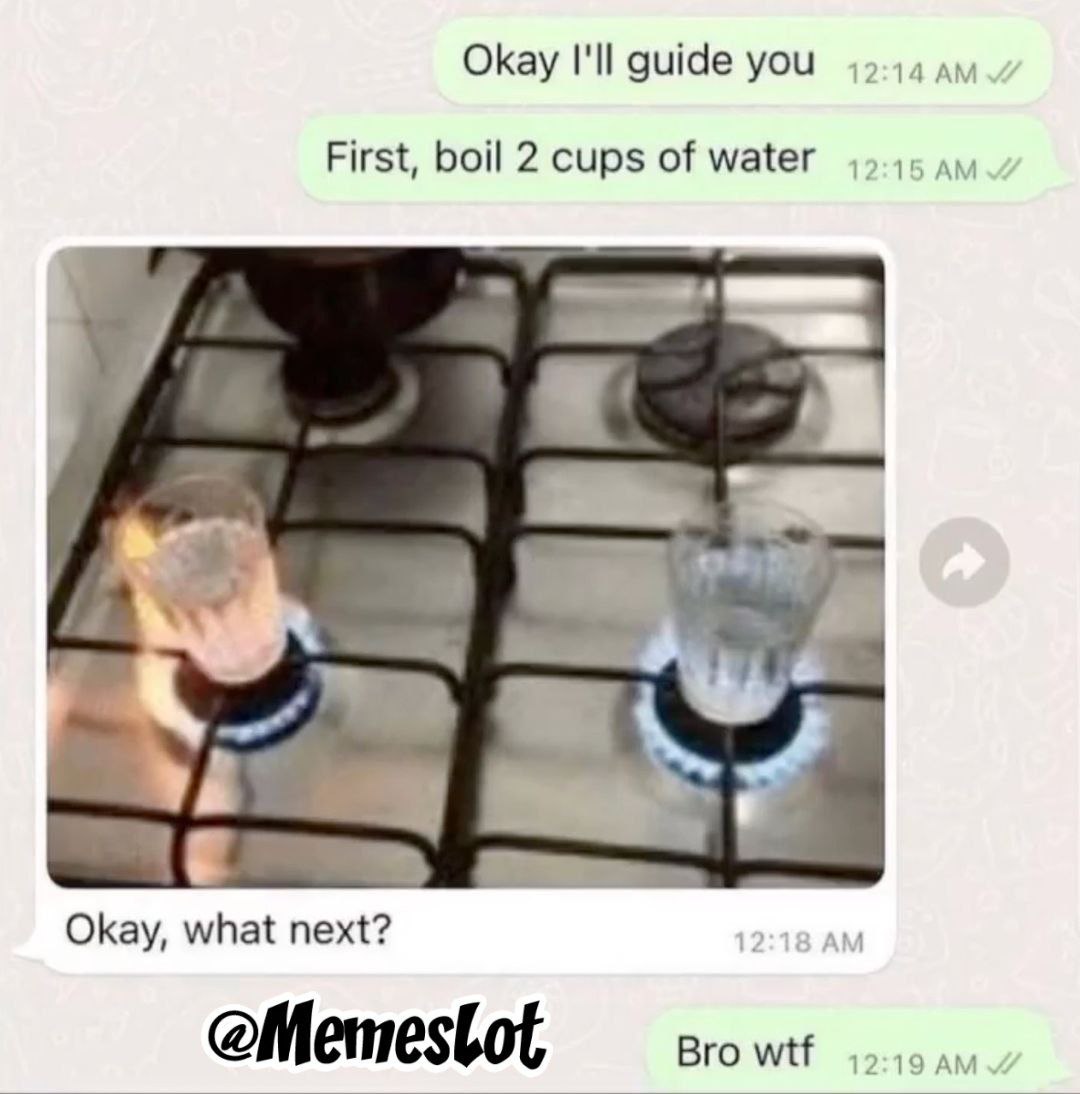 Okay I'll guide you 12:14 AM
First, boil 2 cups of water 12:15 AM
Okay, what next? 12:18 AM
@MemesLot
Bro wtf 12:19 AM